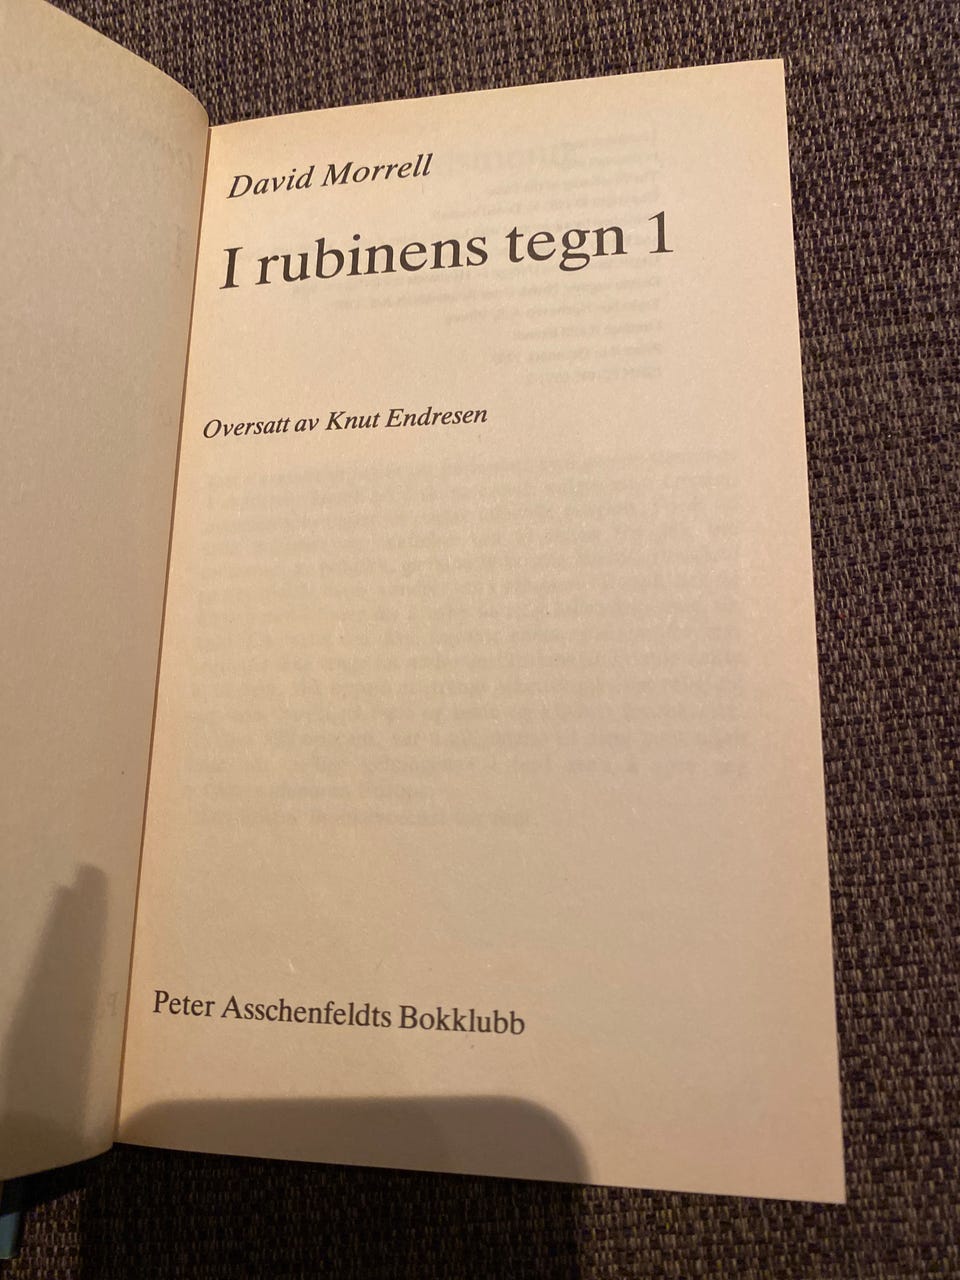 David Morrell
I rubinens tegn 1
Oversatt av Knut Endresen
Peter Asschenfeldts Bokklubb